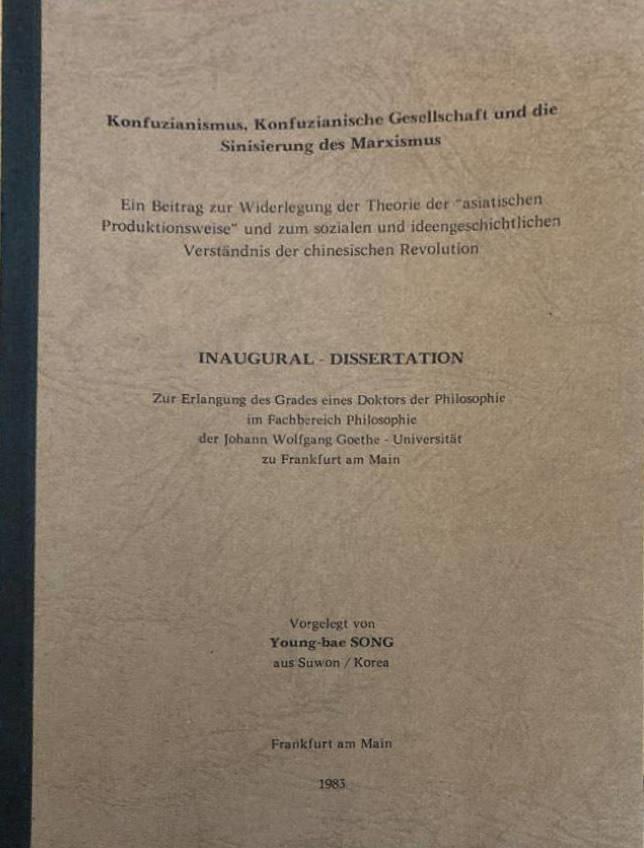 Konfuzianismus, Konfuzianische Gesellschaft und die
Sinisierung des Marxismus
Ein Beitrag zur Widerlegung der Theorie der "asiatischen
Produktionsweise" und zum sozialen und ideengeschichtlichen
Verständnis der chinesischen Revolution
INAUGURAL - DISSERTATION
Zur Erlangung des Grades eines Doktors der Philosophie
im Fachbereich Philosophie
der Johann Wolfgang Goethe - Universität
zu Frankfurt am Main
Vorgelegt von
Young-bae SONG
aus Suwon / Korea
Frankfurt am Main
1983